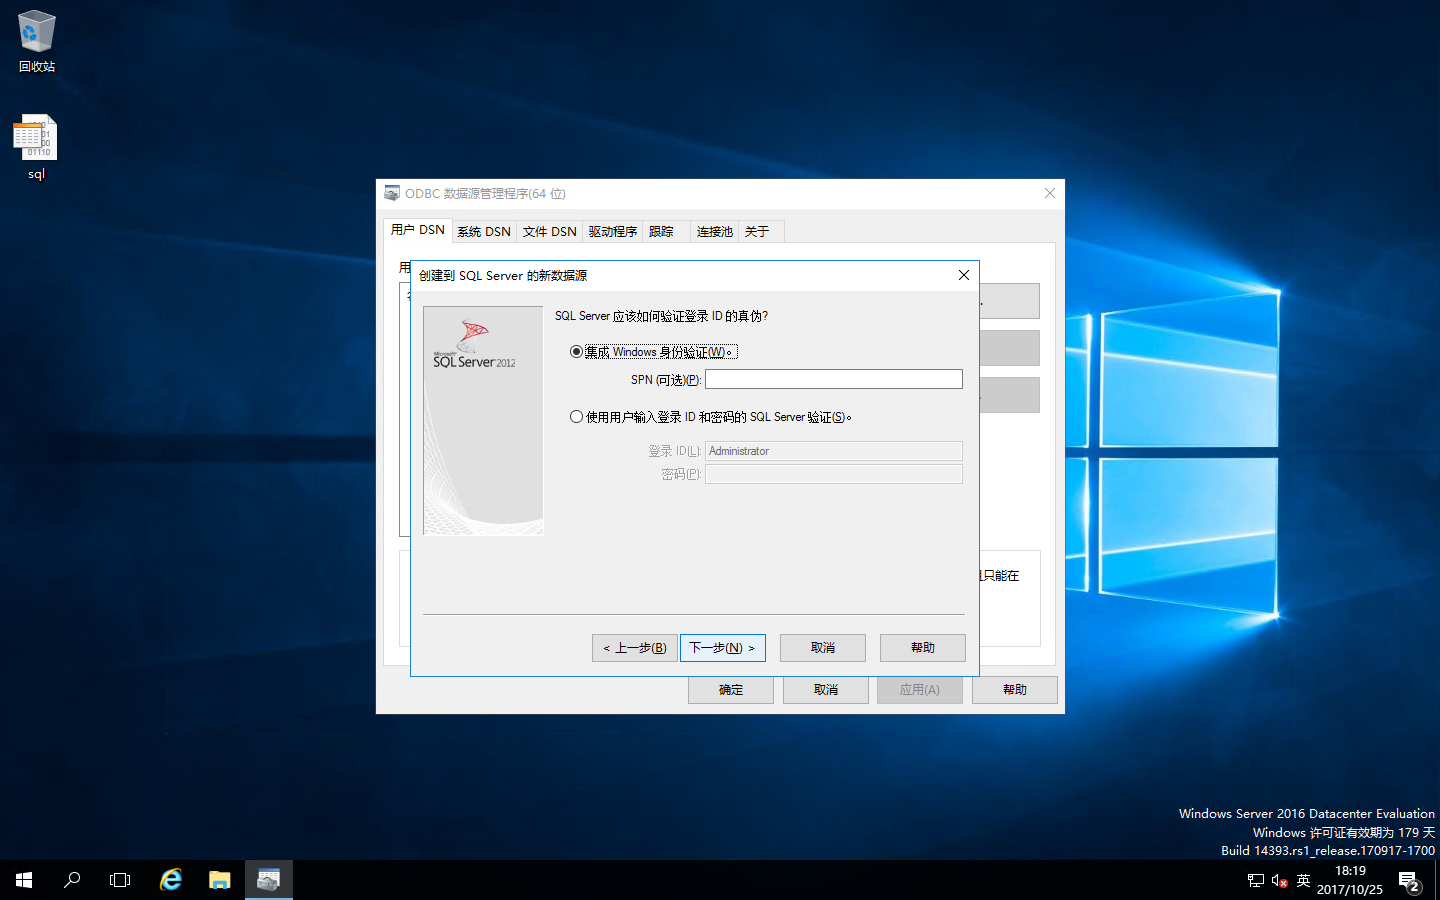 回收站
sql
ODBC 数据源管理程序(64 位)
用户 DSN
系统 DSN
文件 DSN
驱动程序
跟踪
连接池
关于
用
创建到 SQL Server 的新数据源
Microsoft
SQL Server 2012
SQL Server 应该如何验证登录 ID 的真伪?
集成 Windows 身份验证(W)。
SPN (可选)(P):
使用用户输入登录 ID 和密码的 SQL Server 验证(S)。
登录 ID(L):
Administrator
密码(P):
只能在
< 上一步(B)
下一步(N) >
取消
帮助
确定
取消
应用(A)
帮助
Windows Server 2016 Datacenter Evaluation
Windows 许可证有效期为 179 天
Build 14393.rs1_release.170917-1700
英
18:19
2017/10/25
2